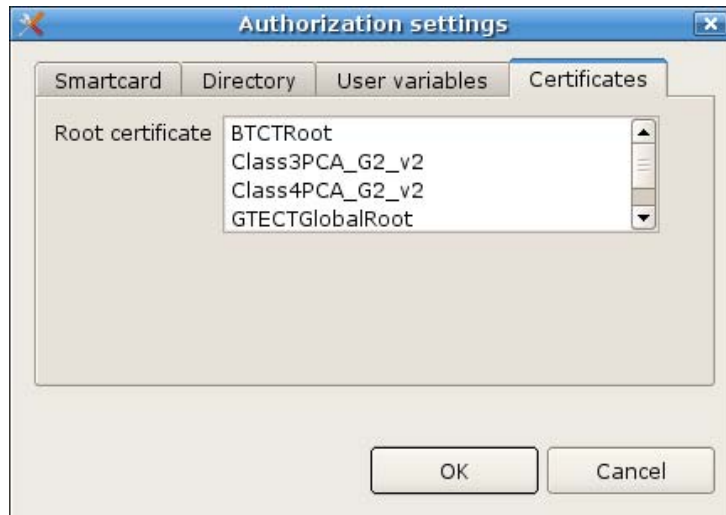 Authorization settings
Smartcard Directory User variables Certificates
Root certificate BTCTRoot
Class3PCA_G2_v2
Class4PCA_G2_v2
GTECTGlobalRoot
OK Cancel